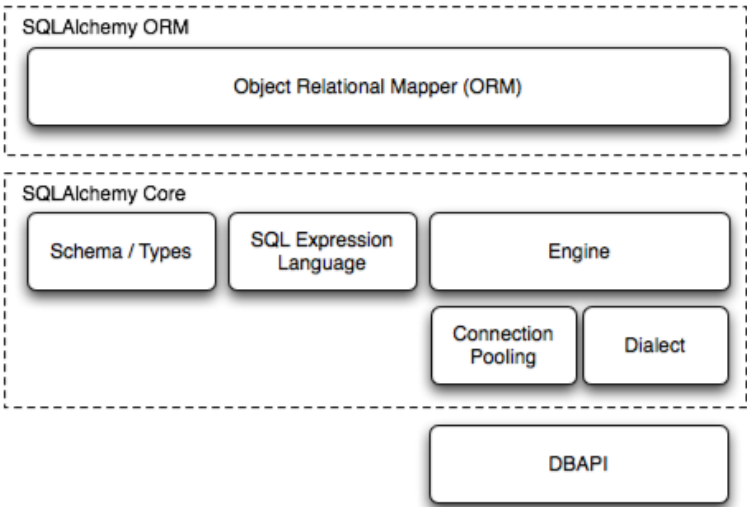 SQLAlchemy ORM
Object Relational Mapper (ORM)
SQLAlchemy Core
Schema / Types
SQL Expression
Language
Engine
Connection
Pooling
Dialect
DBAPI